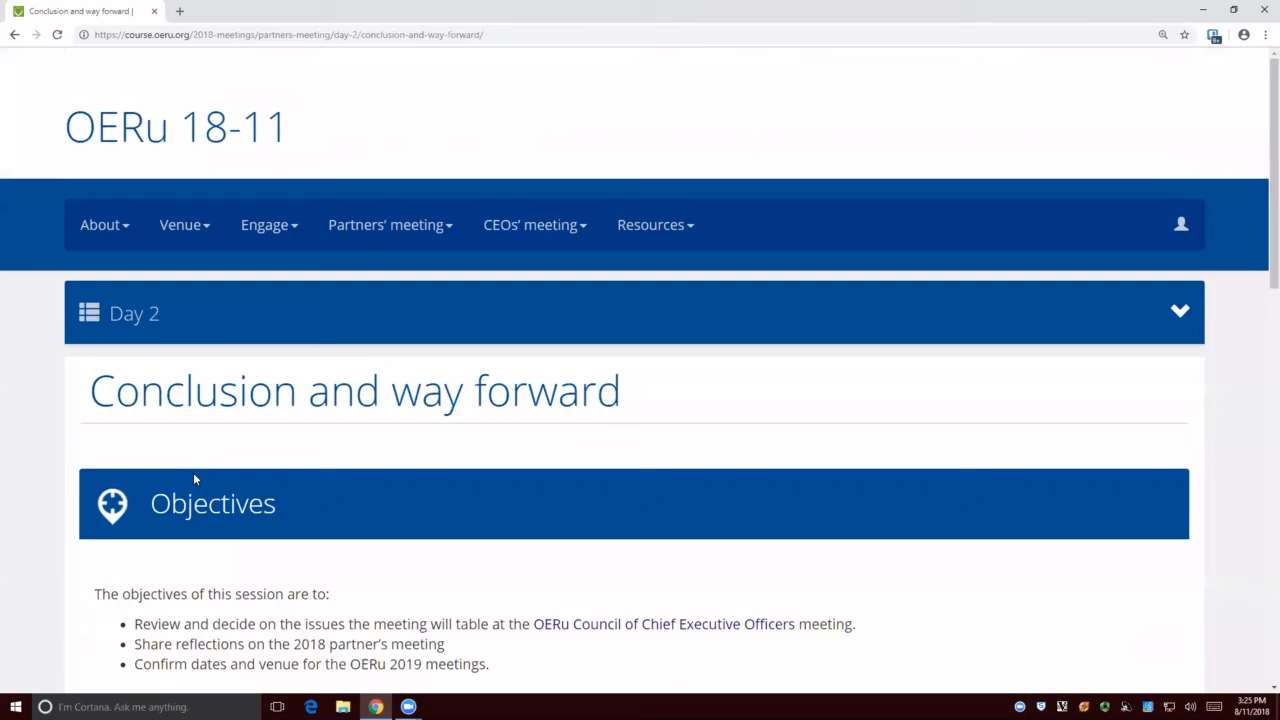 Conclusion and way forward |
https://course.oeru.org/2018-meetings/partners-meeting/day-2/conclusion-and-way-forward/
OERu 18-11
About Venue Engage Partners’ meeting CEOs’ meeting Resources
Day 2
Conclusion and way forward
Objectives
The objectives of this session are to:
• Review and decide on the issues the meeting will table at the OERu Council of Chief Executive Officers meeting.
• Share reflections on the 2018 partner’s meeting
• Confirm dates and venue for the OERu 2019 meetings.
I'm Cortana. Ask me anything.
3:25 PM
8/11/2018